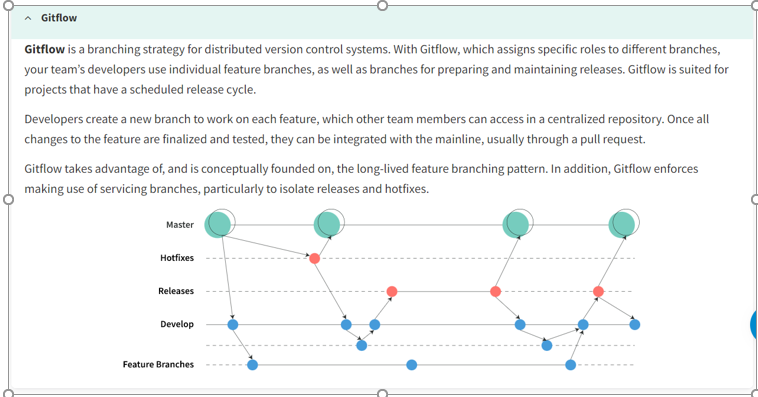 Gitflow
Gitflow is a branching strategy for distributed version control systems. With Gitflow, which assigns specific roles to different branches,
your team's developers use individual feature branches, as well as branches for preparing and maintaining releases. Gitflow is suited for
projects that have a scheduled release cycle.
Developers create a new branch to work on each feature, which other team members can access in a centralized repository. Once all
changes to the feature are finalized and tested, they can be integrated with the mainline, usually through a pull request.
Gitflow takes advantage of, and is conceptually founded on, the long-lived feature branching pattern. In addition, Gitflow enforces
making use of servicing branches, particularly to isolate releases and hotfixes.
Master
Hotfixes
Releases
Develop
Feature Branches